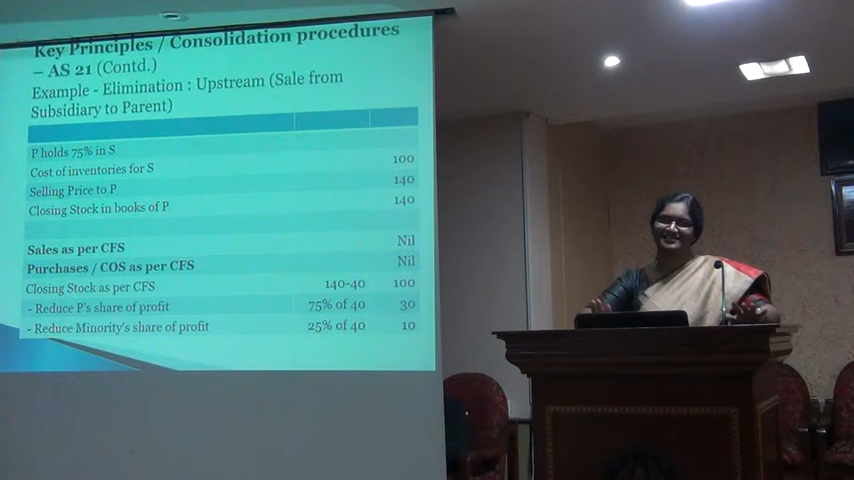 Key Principles / Consolidation procedures
– AS 21 (Contd.)
Example - Elimination : Upstream (Sale from
Subsidiary to Parent)
P holds 75% in S
Cost of inventories for S 100
Selling Price to P 140
Closing Stock in books of P 140
Sales as per CFS Nil
Purchases / COS as per CFS Nil
Closing Stock as per CFS 140-40 100
- Reduce P's share of profit 75% of 40 30
- Reduce Minority's share of profit 25% of 40 10